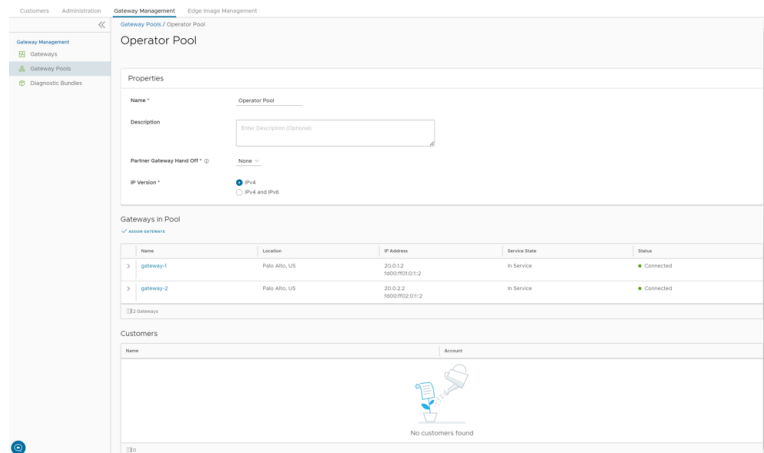 Customers Administration Gateway Management Edge Image Management
Gateway Pools / Operator Pool
Operator Pool
Gateway Management
Gateways
Gateway Pools
Diagnostic Bundles
Properties
Name * Operator Pool
Description Enter Description (Optional)
Partner Gateway Hand Off * None
IP Version * IPv4
IPv4 and IPv6
Gateways in Pool
ASSIGN GATEWAYS
Name Location IP Address Service State Status
gateway-1 Palo Alto, US 20.0.1.2 In Service Connected
fd00:ff01:0:1::2
gateway-2 Palo Alto, US 20.0.2.2 In Service Connected
fd00:ff02:0:1::2
2 Gateways
Customers
Name Account
No customers found
0